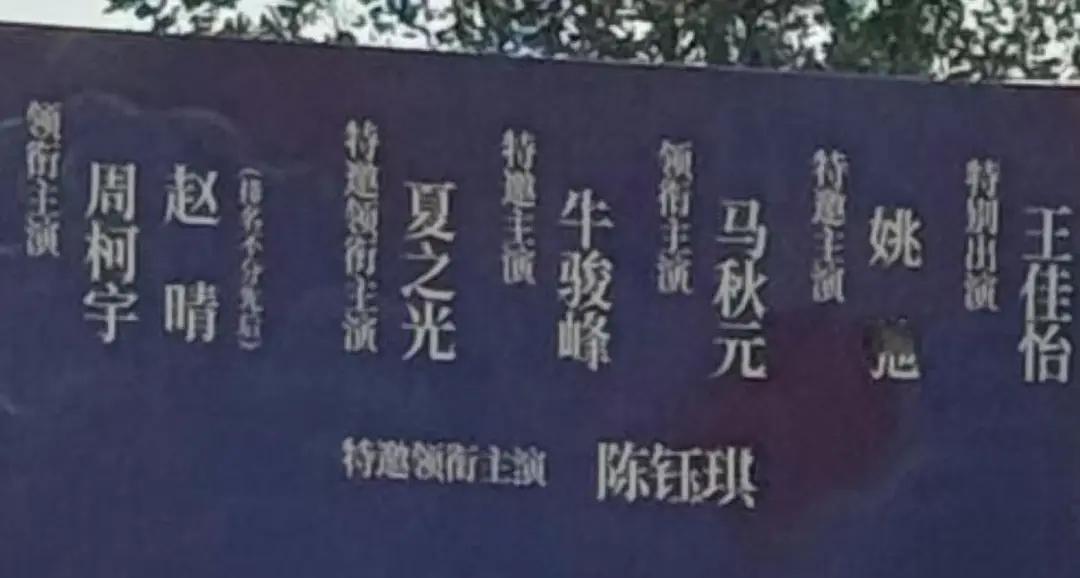 领衔主演
周柯宇
赵晴
(排名不分先后)
特邀领衔主演
夏之光
特邀主演
牛骏峰
领衔主演
马秋元
特邀主演
姚
特别出演
王佳怡
特邀领衔主演 陈钰琪